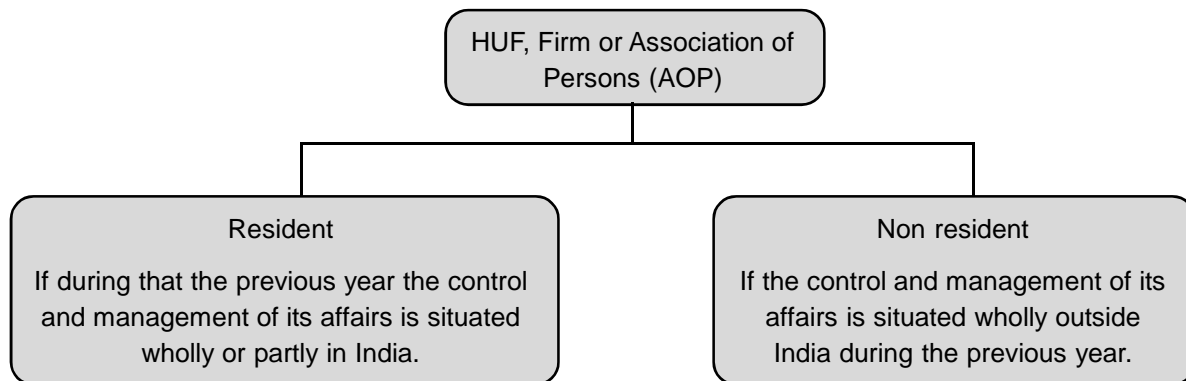 HUF, Firm or Association of
Persons (AOP)
Resident
If during that the previous year the control
and management of its affairs is situated
wholly or partly in India.
Non resident
If the control and management of its
affairs is situated wholly outside
India during the previous year.